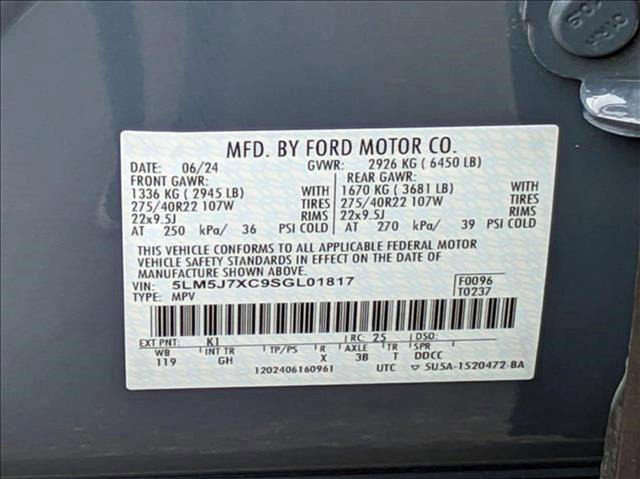 MFD. BY FORD MOTOR CO.
DATE: 06/24 GVWR: 2926 KG ( 6450 LB)
FRONT GAWR: REAR GAWR:
1336 KG ( 2945 LB) WITH 1670 KG ( 3681 LB) WITH
275/40R22 107W TIRES 275/40R22 107W TIRES
22x9.5J RIMS 22x9.5J RIMS
AT 250 kPa/ 36 PSI COLD AT 270 kPa/ 39 PSI COLD
THIS VEHICLE CONFORMS TO ALL APPLICABLE FEDERAL MOTOR
VEHICLE SAFETY STANDARDS IN EFFECT ON THE DATE OF
MANUFACTURE SHOWN ABOVE.
VIN: 5LM5J7XC9SGL01817 F0096
TYPE: MPV T0237
EXT PNT: K1 RC: 25 DSO:
WB INT TR TP/PS R AXLE TR SPR
119 GH X 3B T DDCC
1202406160961 UTC ▽ SU5A-1520472-BA